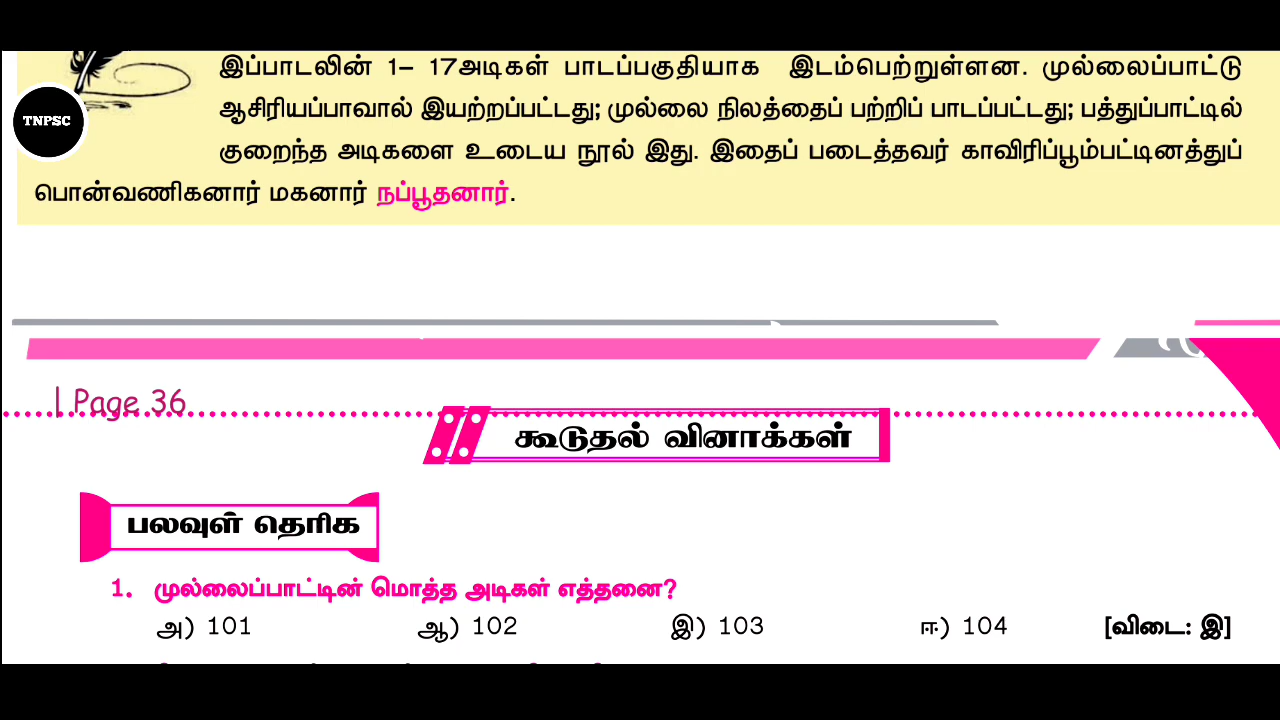 இப்பாடலின் 1– 17அடிகள் பாடப்பகுதியாக இடம்பெற்றுள்ளன. முல்லைப்பாட்டு
TNPSC
ஆசிரியப்பாவால் இயற்றப்பட்டது; முல்லை நிலத்தைப் பற்றிப் பாடப்பட்டது; பத்துப்பாட்டில்
குறைந்த அடிகளை உடைய நூல் இது. இதைப் படைத்தவர் காவிரிப்பூம்பட்டினத்துப்
பொன்வணிகனார் மகனார் நப்பூதனார்.
| Page 36
கூடுதல் வினாக்கள்
பலவுள் தெரிக
1. முல்லைப்பாட்டின் மொத்த அடிகள் எத்தனை?
அ) 101 ஆ) 102 இ) 103 ஈ) 104 [விடை: இ]